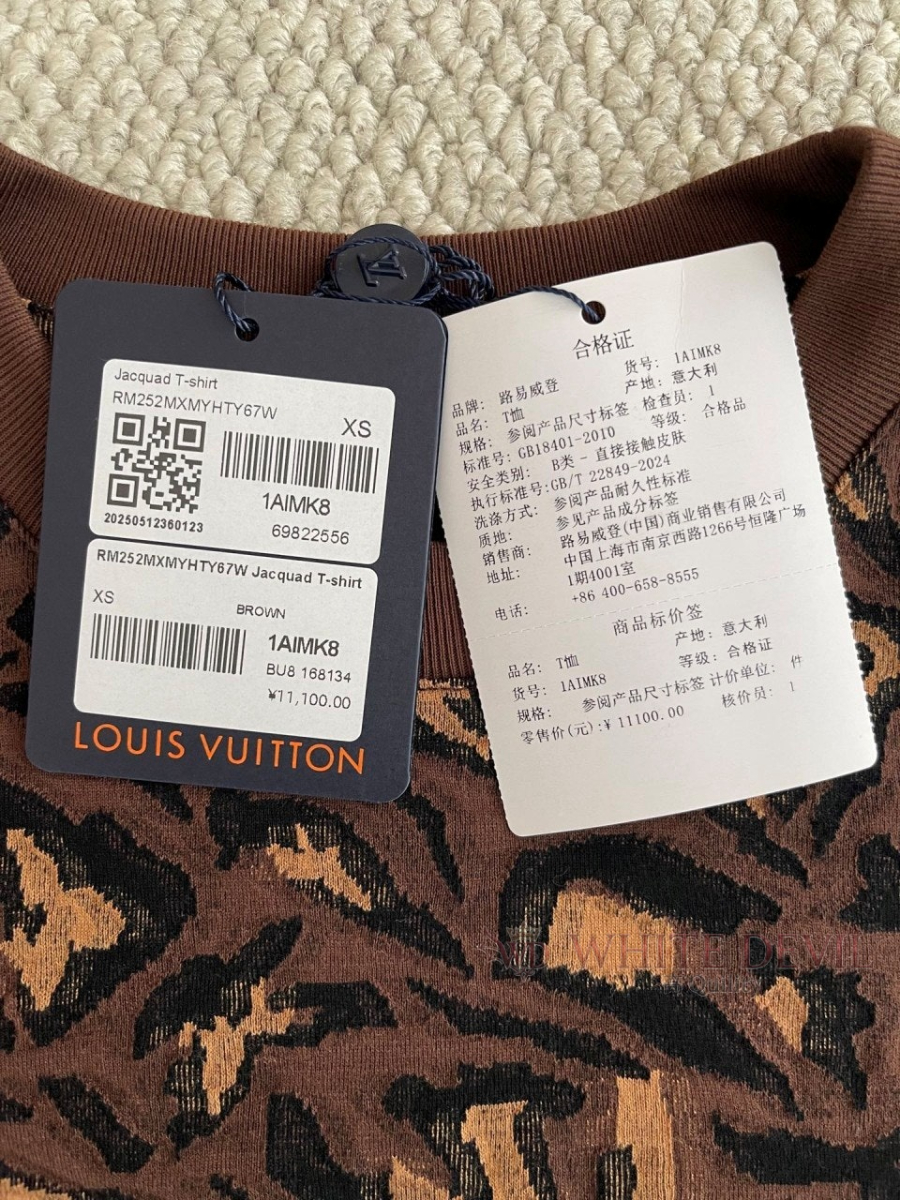 Jacquad T-shirt
RM252MXMYHTY67W
XS
1AIMK8
20250512360123
69822556
RM252MXMYHTY67W Jacquad T-shirt
XS
BROWN
1AIMK8
BU8 168134
¥11,100.00
LOUIS VUITTON
合格证
品牌: 路易威登 货号: 1AIMK8
品名: T恤 产地: 意大利
规格: 参阅产品尺寸标签 检查员: 1
标准号: GB18401-2010 等级: 合格品
安全类别: B类 - 直接接触皮肤
执行标准号:GB/T 22849-2024
洗涤方式: 参阅产品耐久性标准
质地: 参见产品成分标签
销售商: 路易威登(中国)商业销售有限公司
地址: 中国上海市南京西路1266号恒隆广场
1期4001室
电话: +86 400-658-8555
商品标价签
品名: T恤 产地: 意大利
货号: 1AIMK8 等级: 合格证
规格: 参阅产品尺寸标签 计价单位: 件
零售价(元):¥ 11100.00 核价员: 1
WHITE DEVIL